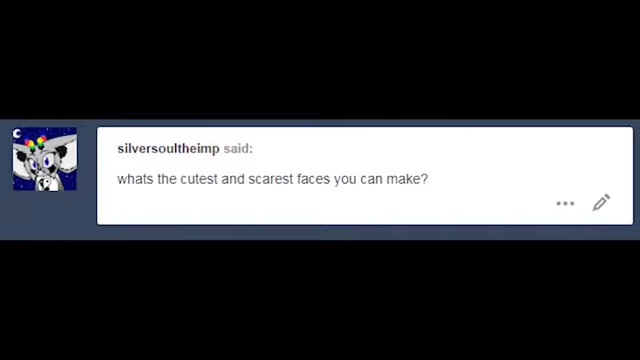 silversoultheimp said:
whats the cutest and scarest faces you can make?